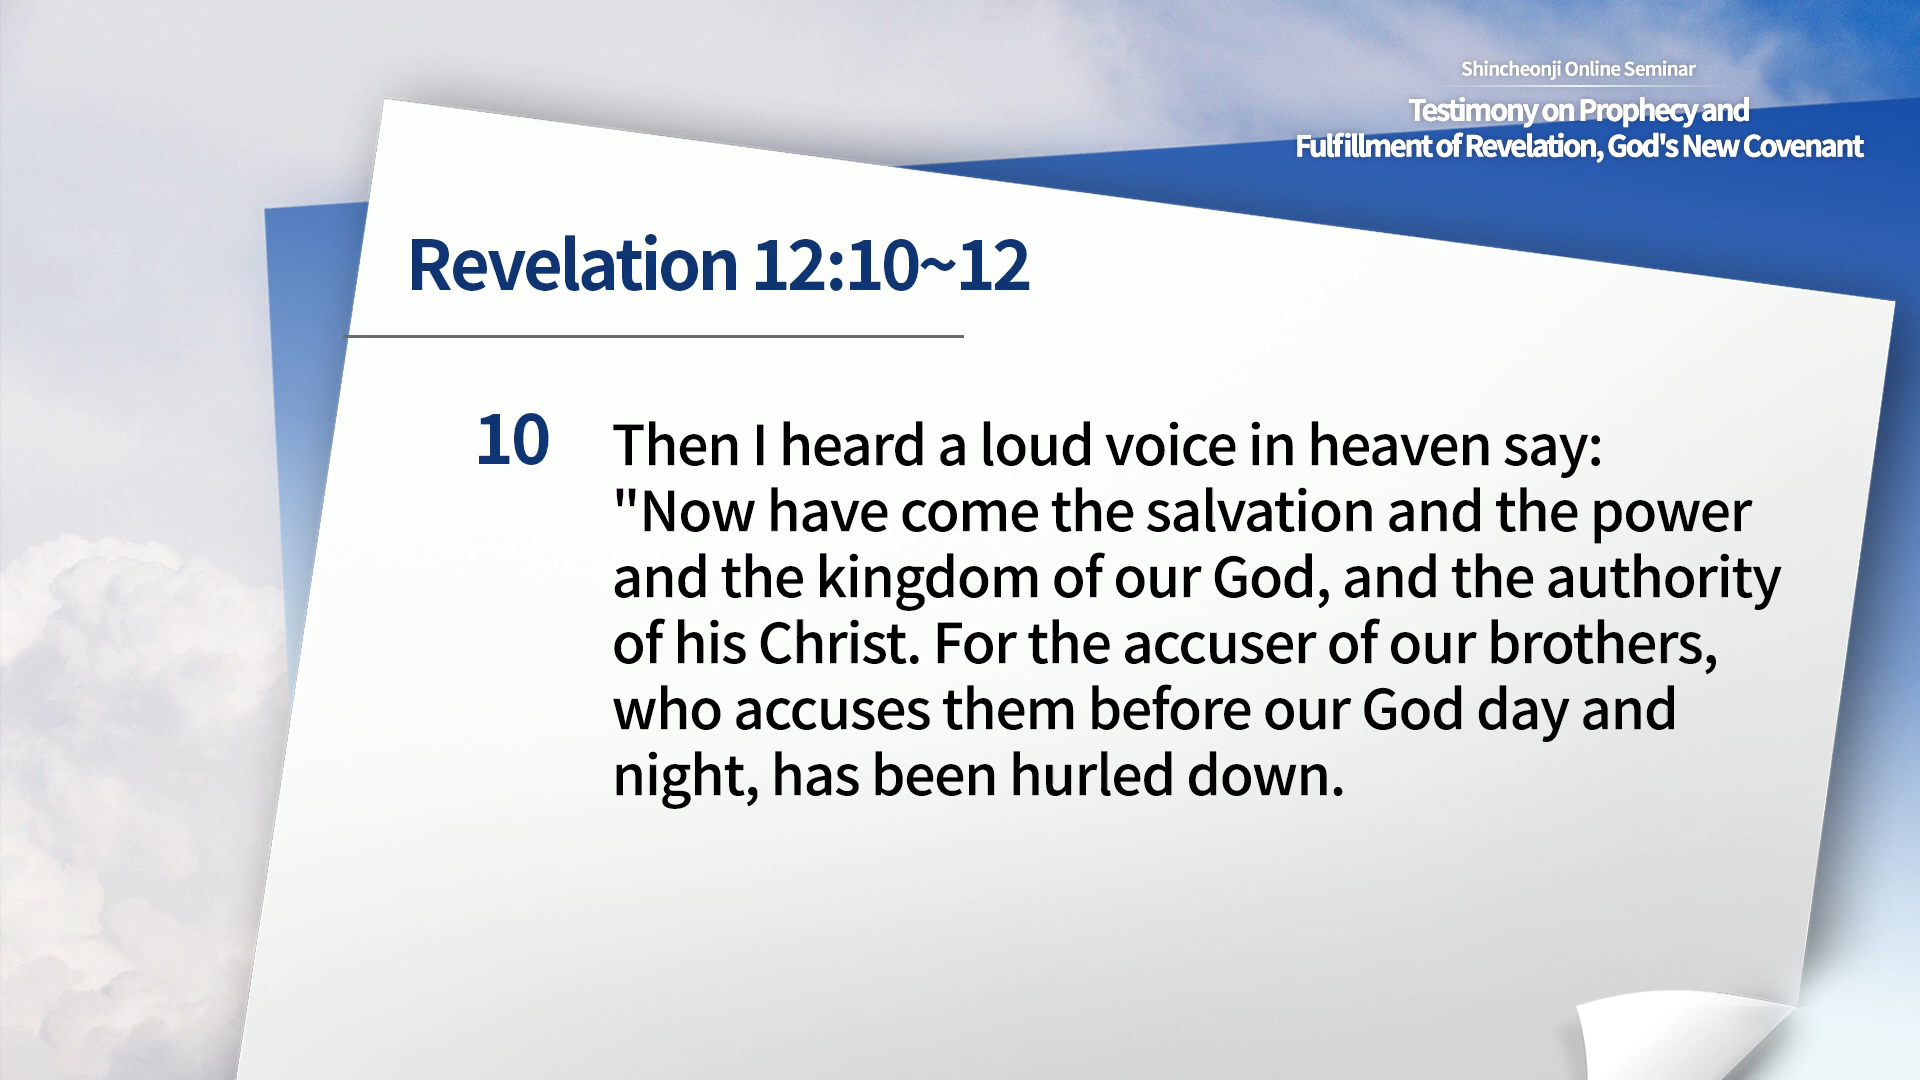 Shincheonji Online Seminar
Testimony on Prophecy and
Fulfillment of Revelation, God's New Covenant
Revelation 12:10~12
10 Then I heard a loud voice in heaven say:
"Now have come the salvation and the power
and the kingdom of our God, and the authority
of his Christ. For the accuser of our brothers,
who accuses them before our God day and
night, has been hurled down.